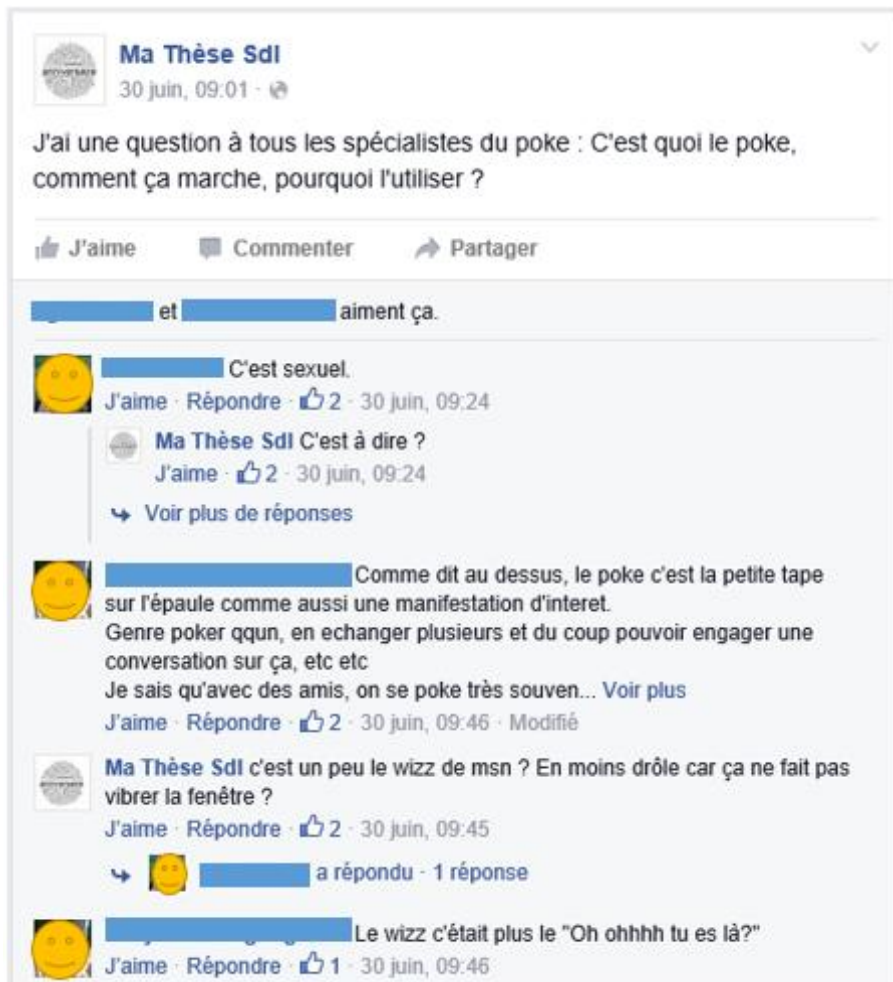 Ma Thèse Sdl
30 juin, 09:01 ·
J'ai une question à tous les spécialistes du poke : C'est quoi le poke,
comment ça marche, pourquoi l'utiliser ?
J'aime Commenter Partager
et aiment ça.
C'est sexuel.
J'aime · Répondre · 2 · 30 juin, 09:24
Ma Thèse Sdl C'est à dire ?
J'aime · 2 · 30 juin, 09:24
Voir plus de réponses
Comme dit au dessus, le poke c'est la petite tape
sur l'épaule comme aussi une manifestation d'interet.
Genre poker qqun, en echanger plusieurs et du coup pouvoir engager une
conversation sur ça, etc etc
Je sais qu'avec des amis, on se poke très souven... Voir plus
J'aime · Répondre · 2 · 30 juin, 09:46 · Modifié
Ma Thèse Sdl c'est un peu le wizz de msn ? En moins drôle car ça ne fait pas
vibrer la fenêtre ?
J'aime · Répondre · 2 · 30 juin, 09:45
a répondu · 1 réponse
Le wizz c'était plus le "Oh ohhhh tu es là?"
J'aime · Répondre · 1 · 30 juin, 09:46